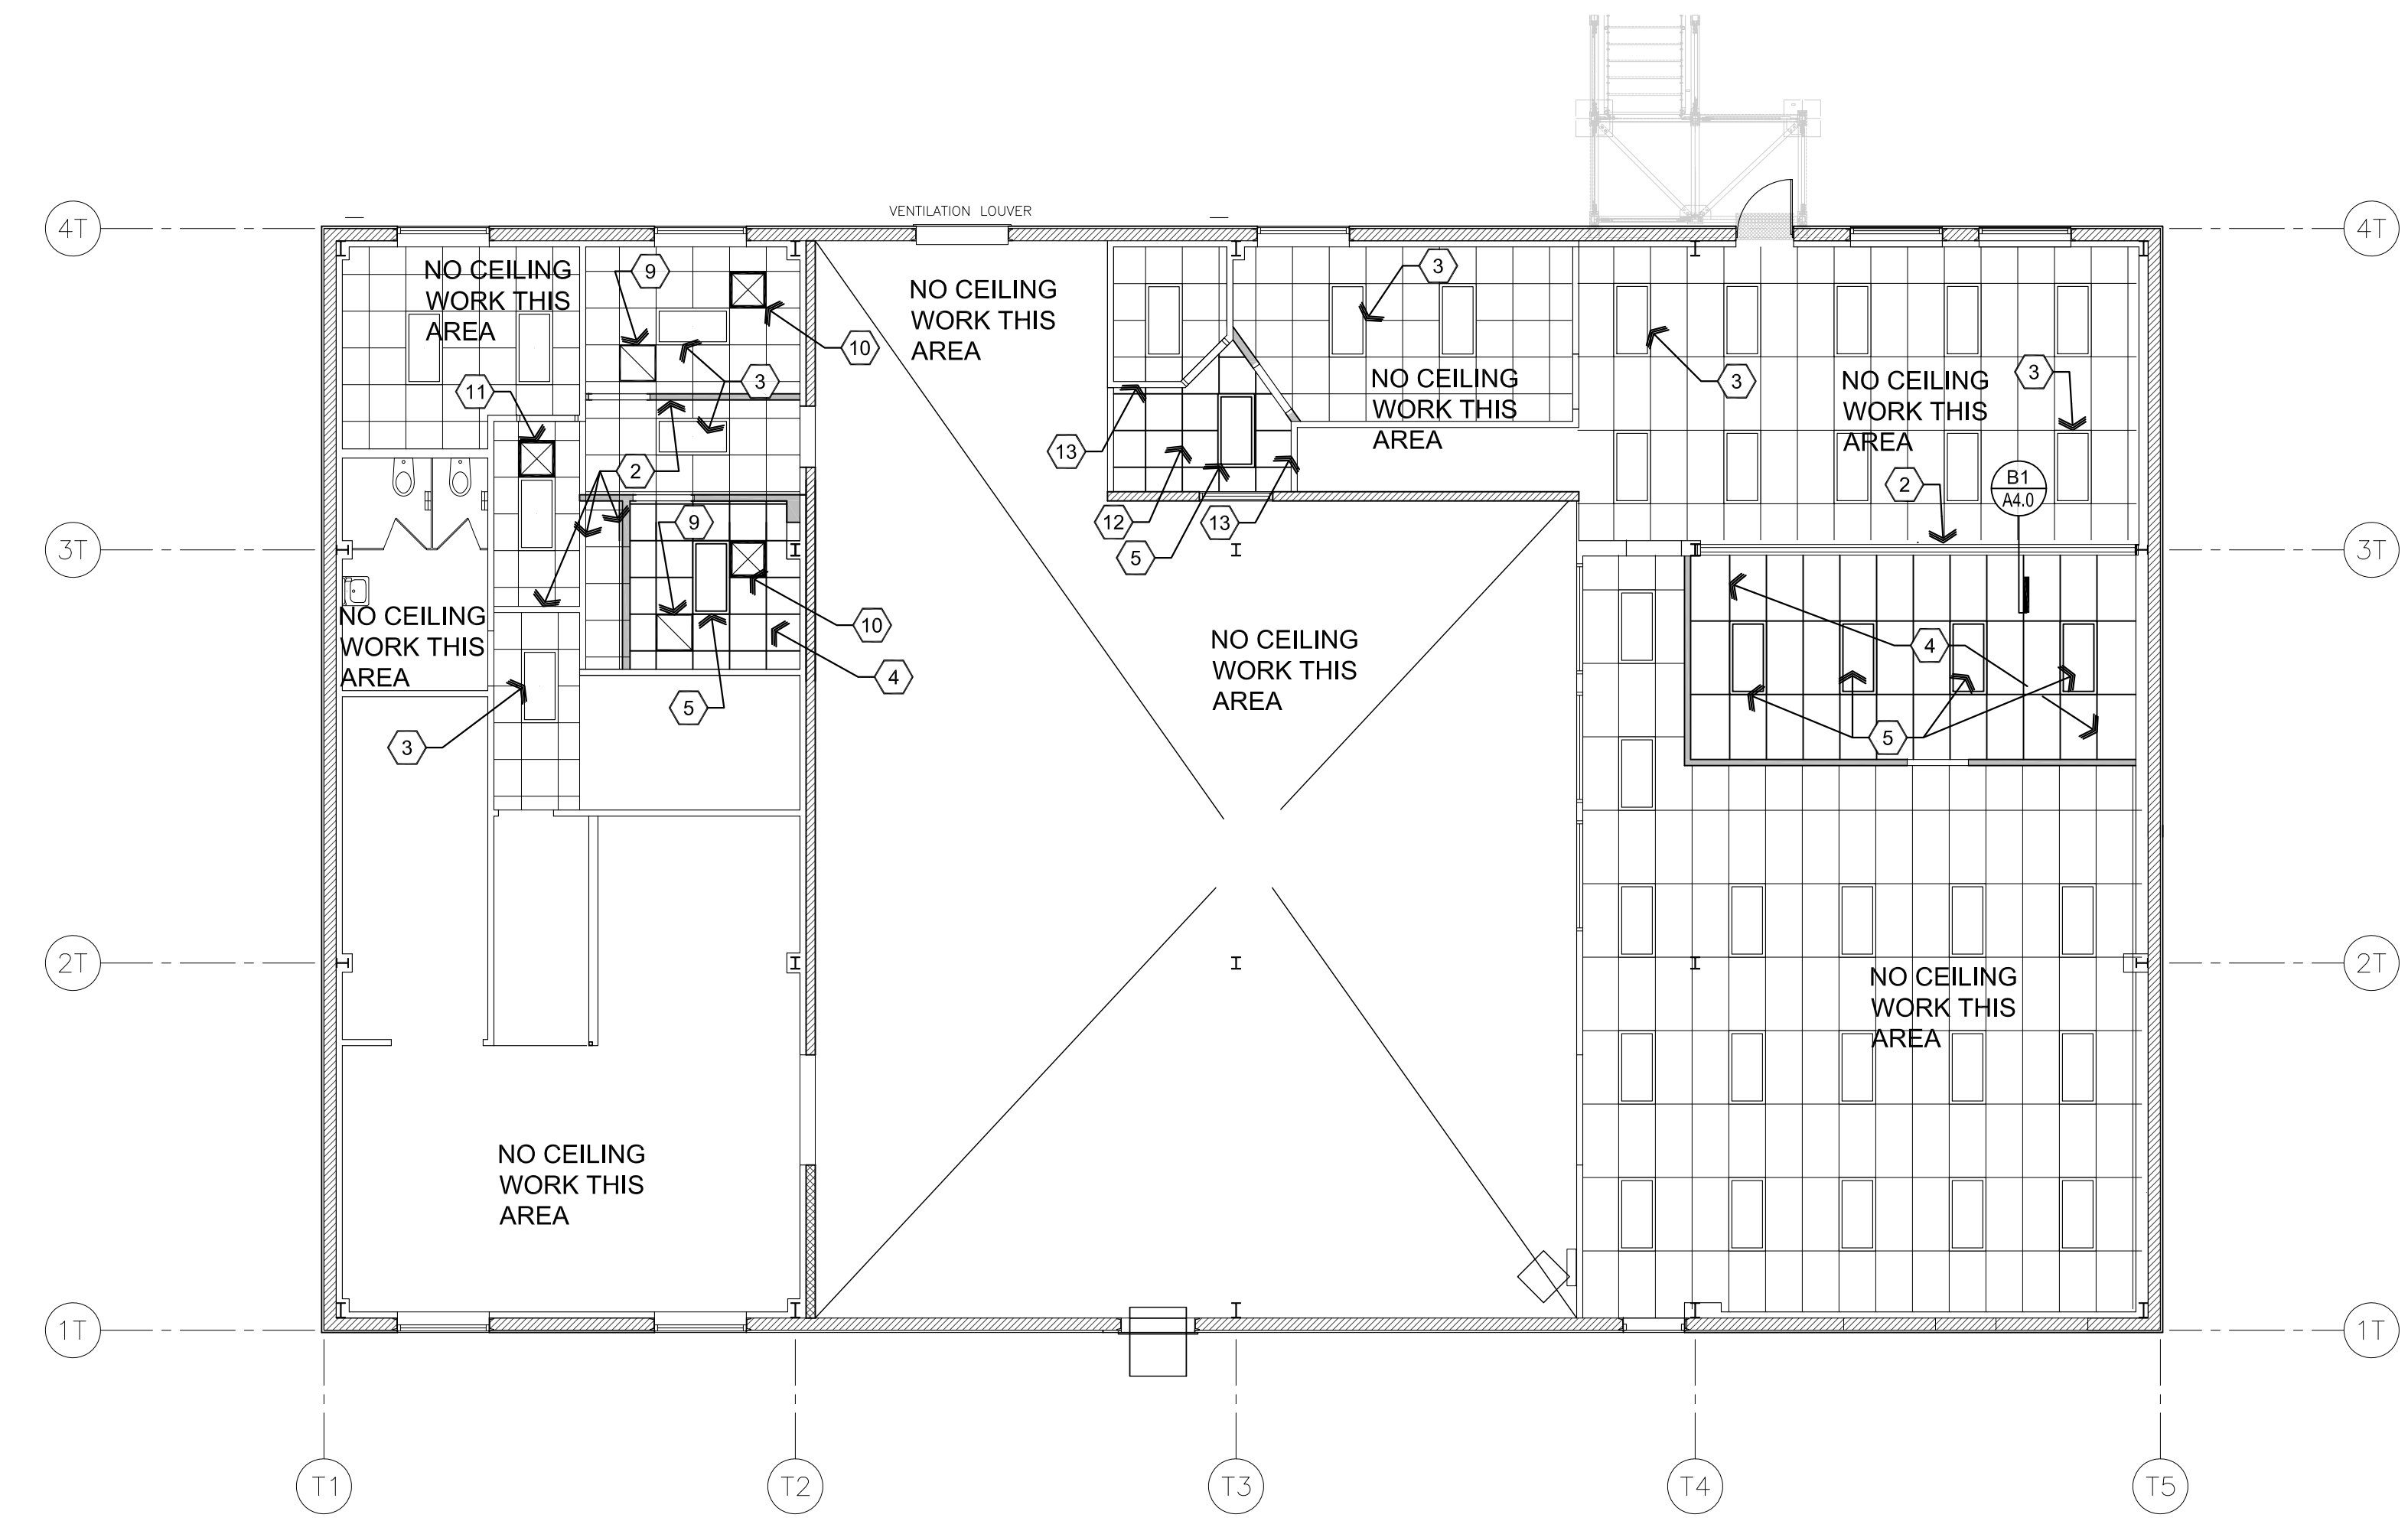 VENTILATION LOUVER
4T
4T
NO CEILING
WORK THIS
AREA
9
10
3
11
NO CEILING
WORK THIS
AREA
3
NO CEILING
WORK THIS
AREA
3
NO CEILING
WORK THIS
AREA
3
13
2
9
12
13
5
2
B1
A4.0
3T
3T
NO CEILING
WORK THIS
AREA
10
4
5
3
NO CEILING
WORK THIS
AREA
4
5
2T
2T
NO CEILING
WORK THIS
AREA
NO CEILING
WORK THIS
AREA
1T
1T
T1
T2
T3
T4
T5